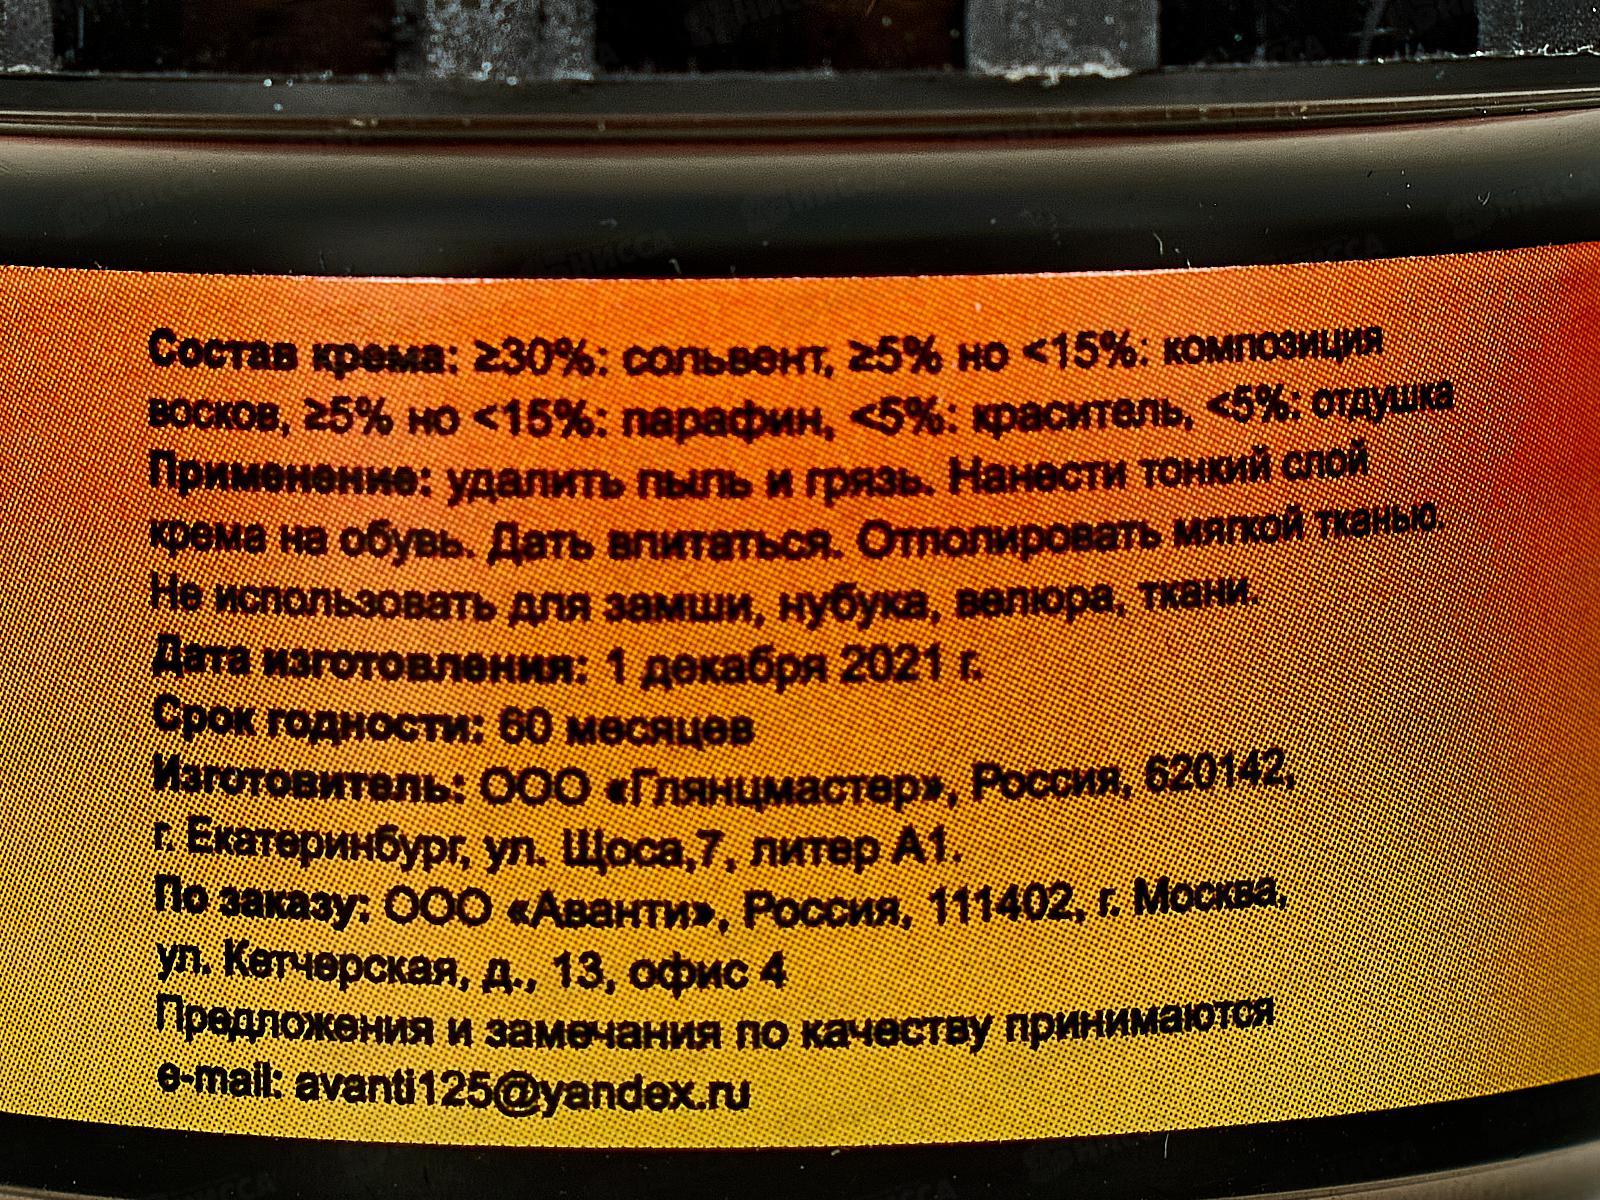 Состав крема: ≥30%: сольвент, ≥5% но <15%: композиция
восков, ≥5% но <15%: парафин, <5%: краситель, <5%: отдушка
Применение: удалить пыль и грязь. Нанести тонкий слой
крема на обувь. Дать впитаться. Отполировать мягкой тканью.
Не использовать для замши, нубука, велюра, ткани.
Дата изготовления: 1 декабря 2021 г.
Срок годности: 60 месяцев
Изготовитель: ООО «Глянцмастер», Россия, 620142,
г. Екатеринбург, ул. Щоса,7, литер А1.
По заказу: ООО «Аванти», Россия, 111402, г. Москва,
ул. Кетчерская, д., 13, офис 4
Предложения и замечания по качеству принимаются
e-mail: avanti125@yandex.ru